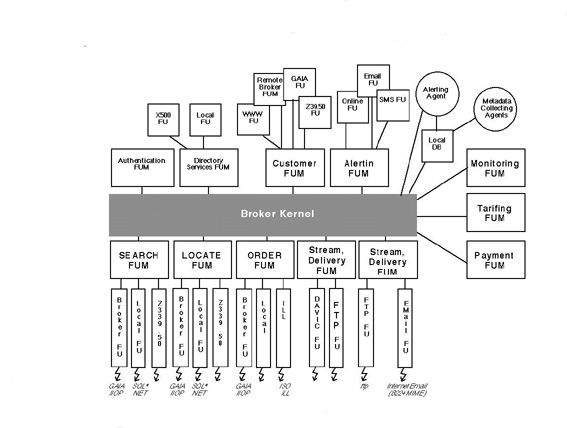 Email
FU
GAIA
FU
Remote
Broker
FUM
Alerting
Agent
Online
FU
SMS FU
Metadata
Collecting
Agents
X500
FU
Local
FU
WWW
FU
Z39.50
FU
Local
DB
Authentication
FUM
Directory
Services FUM
Customer
FUM
Alertin
FUM
Monitoring
FUM
Broker Kernel
Tarifing
FUM
SEARCH
FUM
LOCATE
FUM
ORDER
FUM
Stream,
Delivery
FUM
Stream,
Delivery
FUM
Payment
FUM
Broker FU
Local FU
Z339.50
Broker FU
Local FU
Z339.50
Broker FU
Local
ILL
DAVIC FU
FTP FU
FTP FU
EMail FU
GAIA
IIOP
SQL*
NET
GAIA
IIOP
SQL*
NET
GAIA
IIOP
ISO
ILL
ftp
Internet Email
(822+MIME)